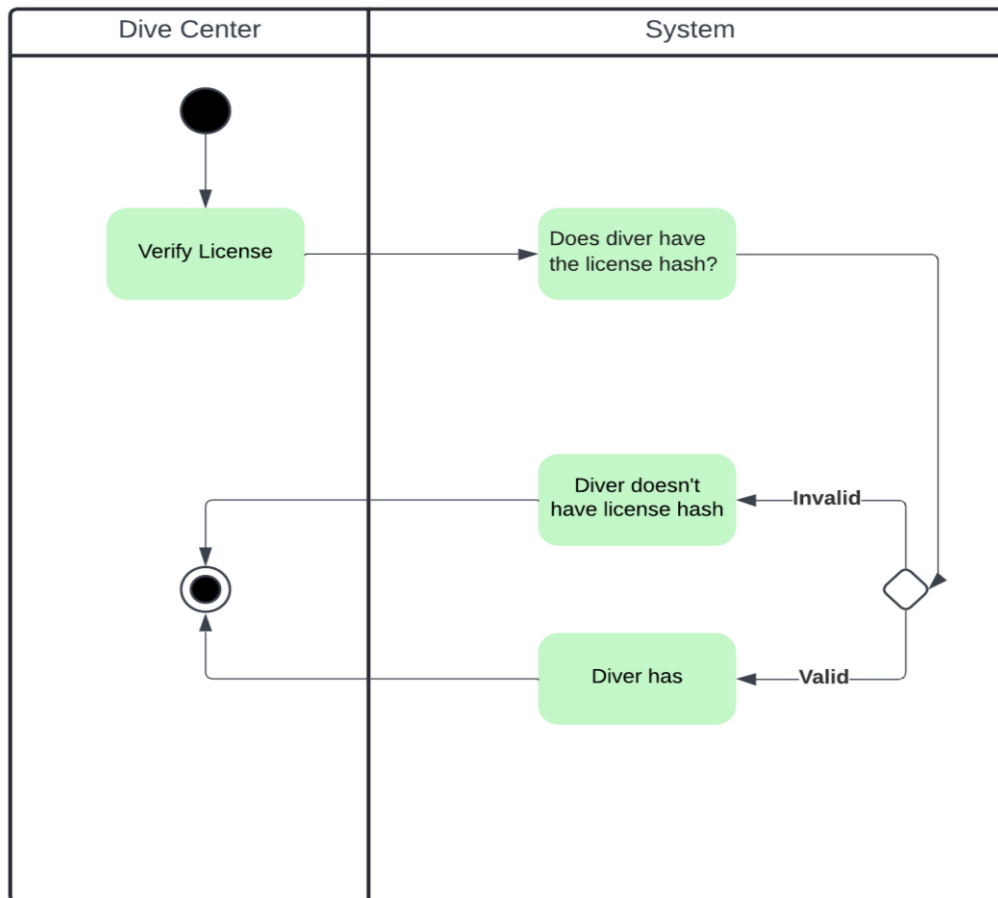 Dive Center
System
Verify License
Does diver have
the license hash?
Diver doesn't
have license hash
Invalid
Diver has
Valid